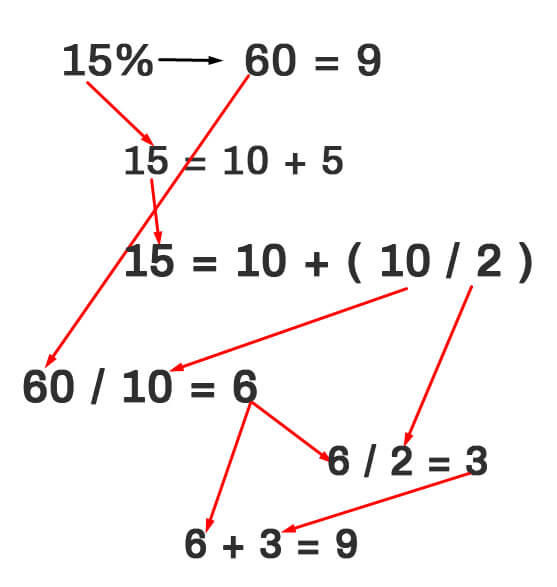 15% → 60 = 9
15 = 10 + 5
15 = 10 + ( 10 / 2 )
60 / 10 = 6
6 / 2 = 3
6 + 3 = 9